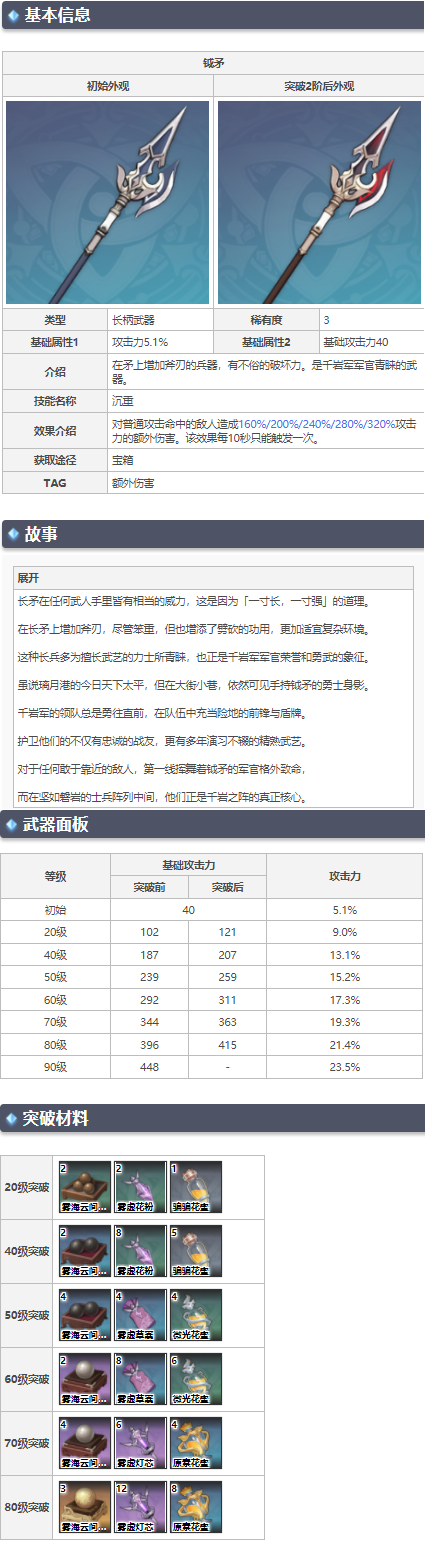 基本信息
钺矛
初始外观 突破2阶后外观
类型 长柄武器 稀有度 3
基础属性1 攻击力5.1% 基础属性2 基础攻击力40
介绍 在矛上增加斧刃的兵器，有不俗的破坏力。是千岩军军官青睐的武
器。
技能名称 沉重
效果介绍 对普通攻击命中的敌人造成160%/200%/240%/280%/320%攻击
力的额外伤害。该效果每10秒只能触发一次。
获取途径 宝箱
TAG 额外伤害
故事
展开
长矛在任何武人手里皆有相当的威力，这是因为「一寸长，一寸强」的道理。
在长矛上增加斧刃，尽管笨重，但也增添了劈砍的功用，更加适宜复杂环境。
这种长兵多为擅长武艺的力士所青睐，也正是千岩军军官荣誉和勇武的象征。
虽说璃月港的今日天下太平，但在大街小巷，依然可见手持钺矛的勇士身影。
千岩军的领队总是勇往直前，在队伍中充当险地的前锋与盾牌。
护卫他们的不仅有忠诚的战友，更有多年演习不辍的精熟武艺。
对于任何敢于靠近的敌人，第一线挥舞着钺矛的军官格外致命，
而在坚如磐岩的士兵阵列中间，他们正是千岩之阵的真正核心。
武器面板
等级 基础攻击力 攻击力
突破前 突破后
初始 40 5.1%
20级 102 121 9.0%
40级 187 207 13.1%
50级 239 259 15.2%
60级 292 311 17.3%
70级 344 363 19.3%
80级 396 415 21.4%
90级 448 - 23.5%
突破材料
20级突破 2 雾海云间... 2 雾虚花粉 1 骗骗花蜜
40级突破 2 雾海云间... 8 雾虚花粉 5 骗骗花蜜
50级突破 4 雾海云间... 4 雾虚草囊 4 微光花蜜
60级突破 2 雾海云间... 8 雾虚草囊 6 微光花蜜
70级突破 4 雾海云间... 6 雾虚灯芯 4 原素花蜜
80级突破 3 雾海云间... 12 雾虚灯芯 8 原素花蜜